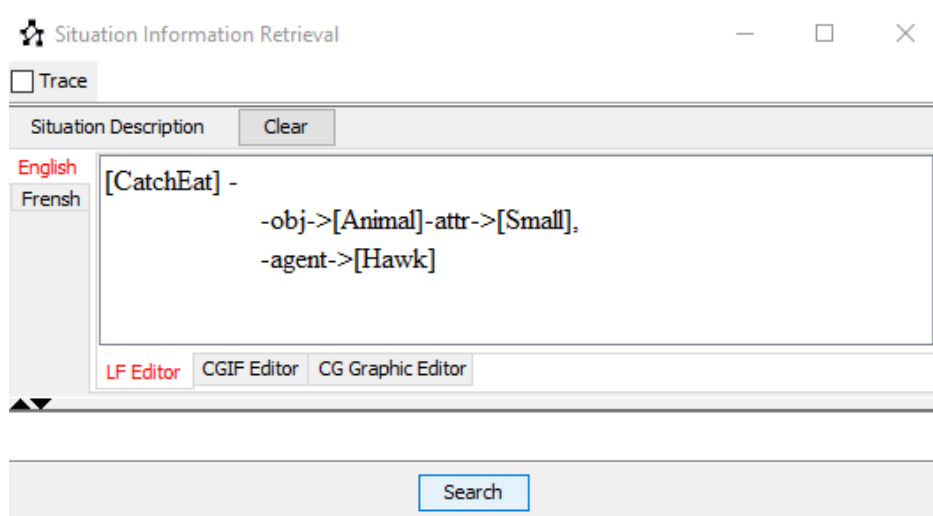 Situation Information Retrieval
Trace
Situation Description Clear
English
Frensh
[CatchEat] -
-obj->[Animal]-attr->[Small],
-agent->[Hawk]
LF Editor CGIF Editor CG Graphic Editor
Search